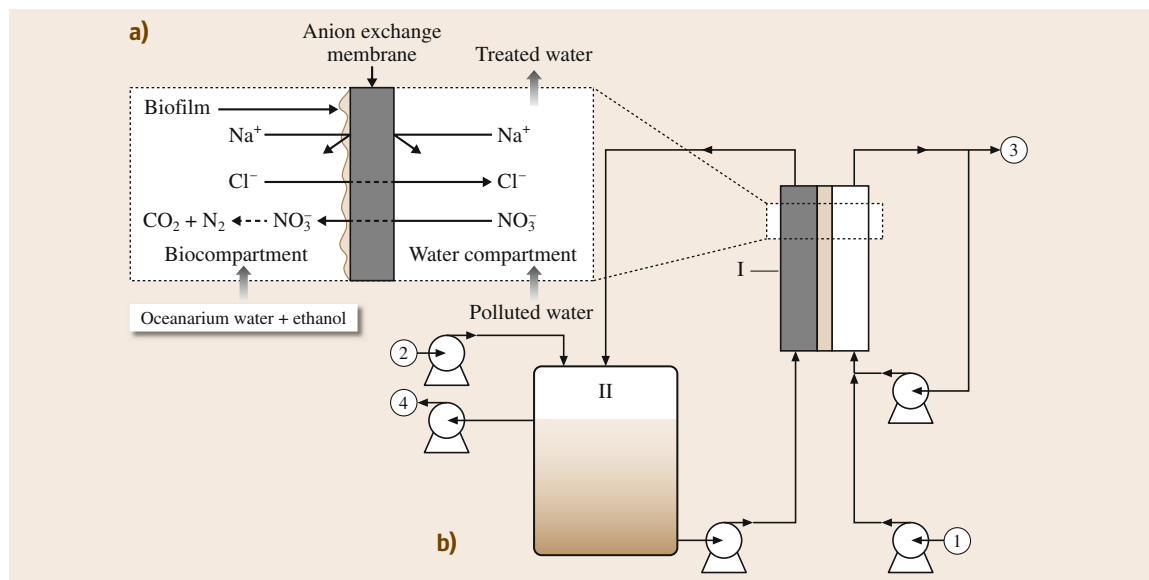 a)
Anion exchange
membrane
Treated water
Biofilm
Na⁺ Na⁺
Cl⁻ Cl⁻
CO₂ + N₂ NO₃⁻ NO₃⁻
Biocompartment Water compartment
Oceanarium water + ethanol
Polluted water
3
I
2
II
4
b)
1